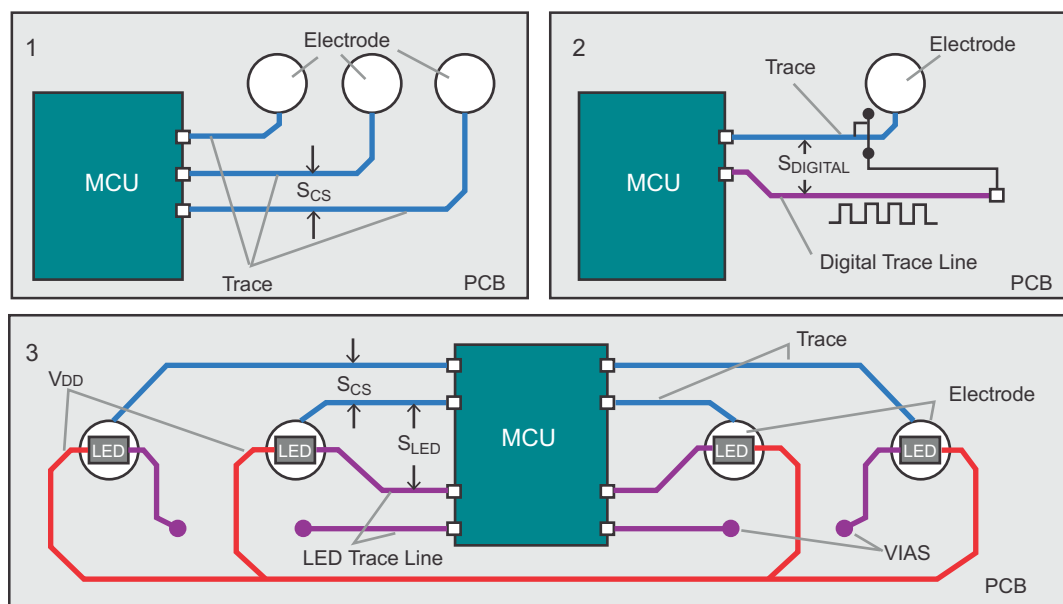 1
Electrode
MCU
SCS
Trace
PCB
2
Electrode
Trace
MCU
SDIGITAL
Digital Trace Line
PCB
3
Trace
VDD
SCS
Electrode
LED
LED
SLED
MCU
LED
LED
LED Trace Line
VIAS
PCB